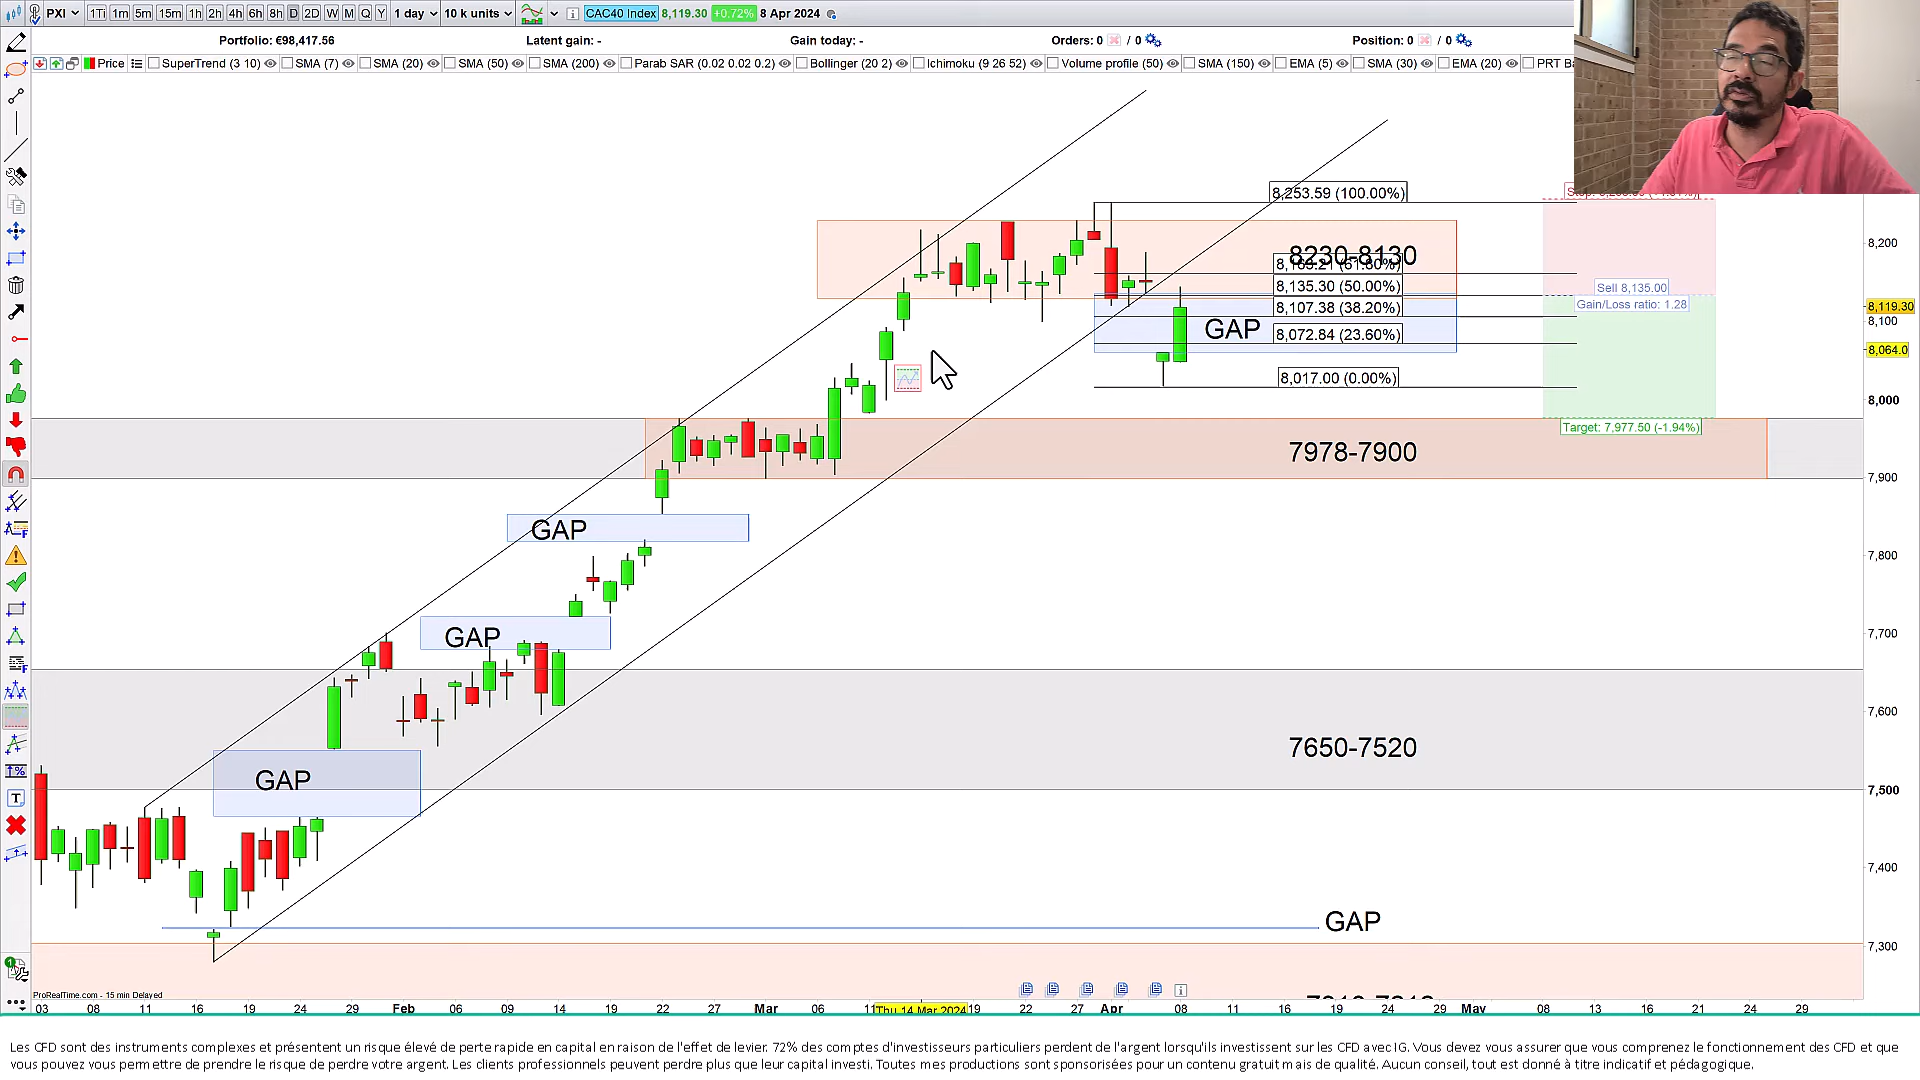 PXI 1Ti 1m 5m 15m 1h 2h 4h 6h 8h D 2D W M Q Y 1 day 10 k units CAC40 Index 8,119.30 +0.72% 8 Apr 2024
Portfolio: €98,417.56 Latent gain: - Gain today: - Orders: 0 / 0 Position: 0 / 0
Price SuperTrend (3 10) SMA (7) SMA (20) SMA (50) SMA (200) Parab SAR (0.02 0.02 0.2) Bollinger (20 2) Ichimoku (9 26 52) Volume profile (50) SMA (150) EMA (5) SMA (30) EMA (20) PRT
8,253.59 (100.00%)
8,200
8230-8130
(61.80%)
8,135.30 (50.00%)
Sell 8,135.00
Gain/Loss ratio: 1.28
8,107.38 (38.20%)
8,119.30
8,100
GAP
8,072.84 (23.60%)
8,064.0
8,017.00 (0.00%)
8,000
Target: 7,977.50 (-1.94%)
7978-7900
7,900
GAP
7,800
GAP
7,700
7,600
7650-7520
GAP
7,500
7,400
GAP
7,300
ProRealTime.com - 15 min Delayed
03 08 11 16 19 24 29 Feb 06 09 14 19 22 27 Mar 06 11 Thu 14 Mar 2024 19 22 27 Apr 08 11 16 19 24 29 May 08 13 16 21 24 29
Les CFD sont des instruments complexes et présentent un risque élevé de perte rapide en capital en raison de l'effet de levier. 72% des comptes d'investisseurs particuliers perdent de l'argent lorsqu'ils investissent sur les CFD avec IG. Vous devez vous assurer que vous comprenez le fonctionnement des CFD et que
vous pouvez vous permettre de prendre le risque de perdre votre argent. Les clients professionnels peuvent perdre plus que leur capital investi. Toutes mes productions sont sponsorisées pour un contenu gratuit mais de qualité. Aucun conseil, tout est donné à titre indicatif et pédagogique.